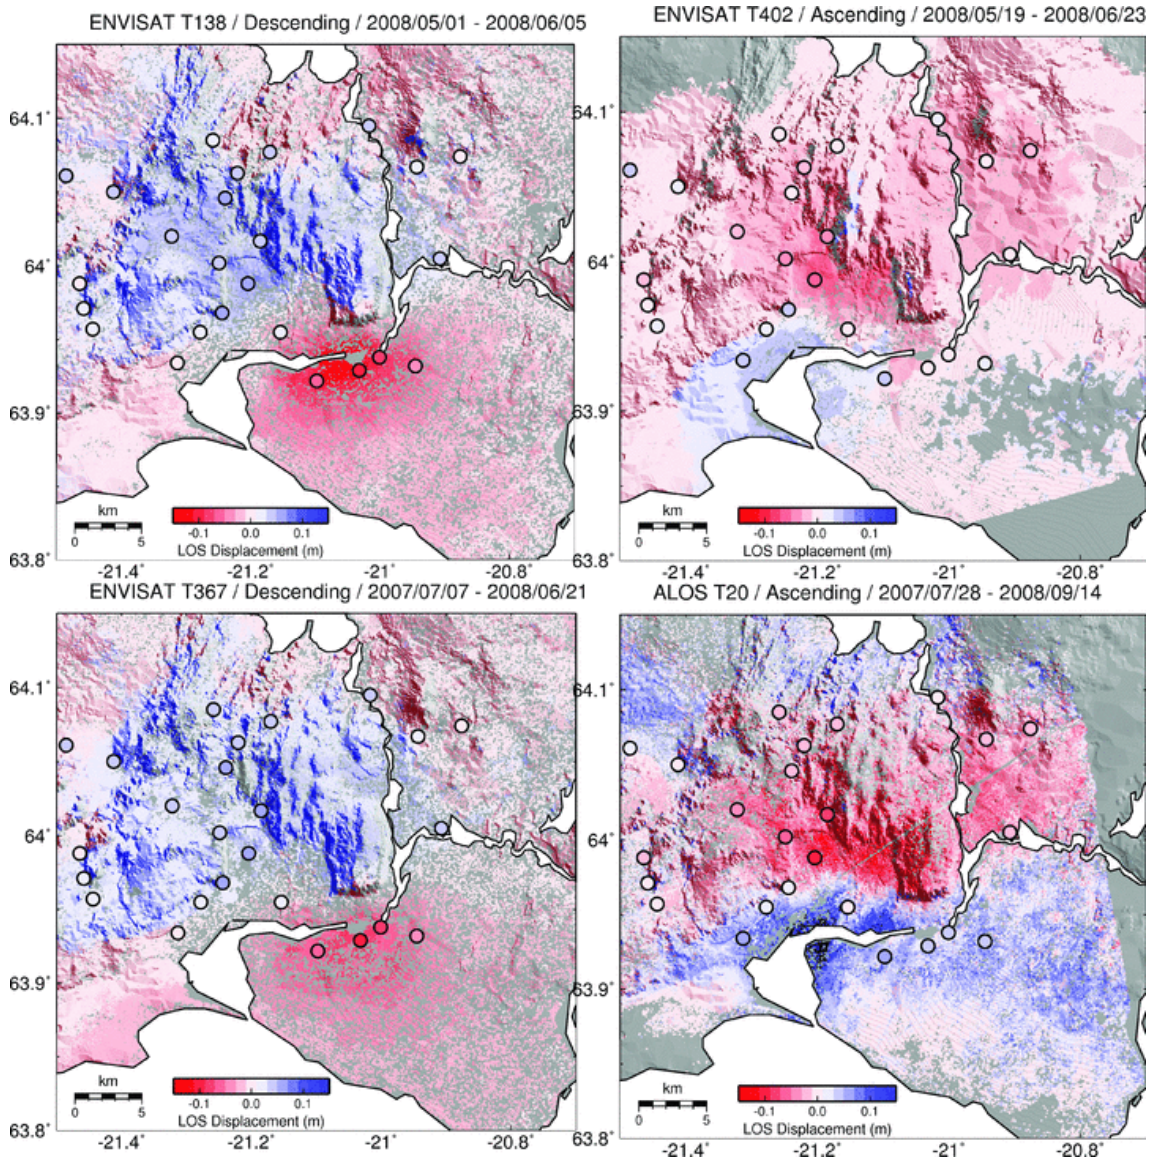 ENVISAT T138 / Descending / 2008/05/01 - 2008/06/05
64.1°
64°
63.9°
63.8°
km
0 5
-0.1 0.0 0.1
LOS Displacement (m)
-21.4° -21.2° -21° -20.8°
ENVISAT T402 / Ascending / 2008/05/19 - 2008/06/23
64.1°
64°
63.9°
63.8°
km
0 5
-0.1 0.0 0.1
LOS Displacement (m)
-21.4° -21.2° -21° -20.8°
ENVISAT T367 / Descending / 2007/07/07 - 2008/06/21
64.1°
64°
63.9°
63.8°
km
0 5
-0.1 0.0 0.1
LOS Displacement (m)
-21.4° -21.2° -21° -20.8°
ALOS T20 / Ascending / 2007/07/28 - 2008/09/14
64.1°
64°
63.9°
63.8°
km
0 5
-0.1 0.0 0.1
LOS Displacement (m)
-21.4° -21.2° -21° -20.8°